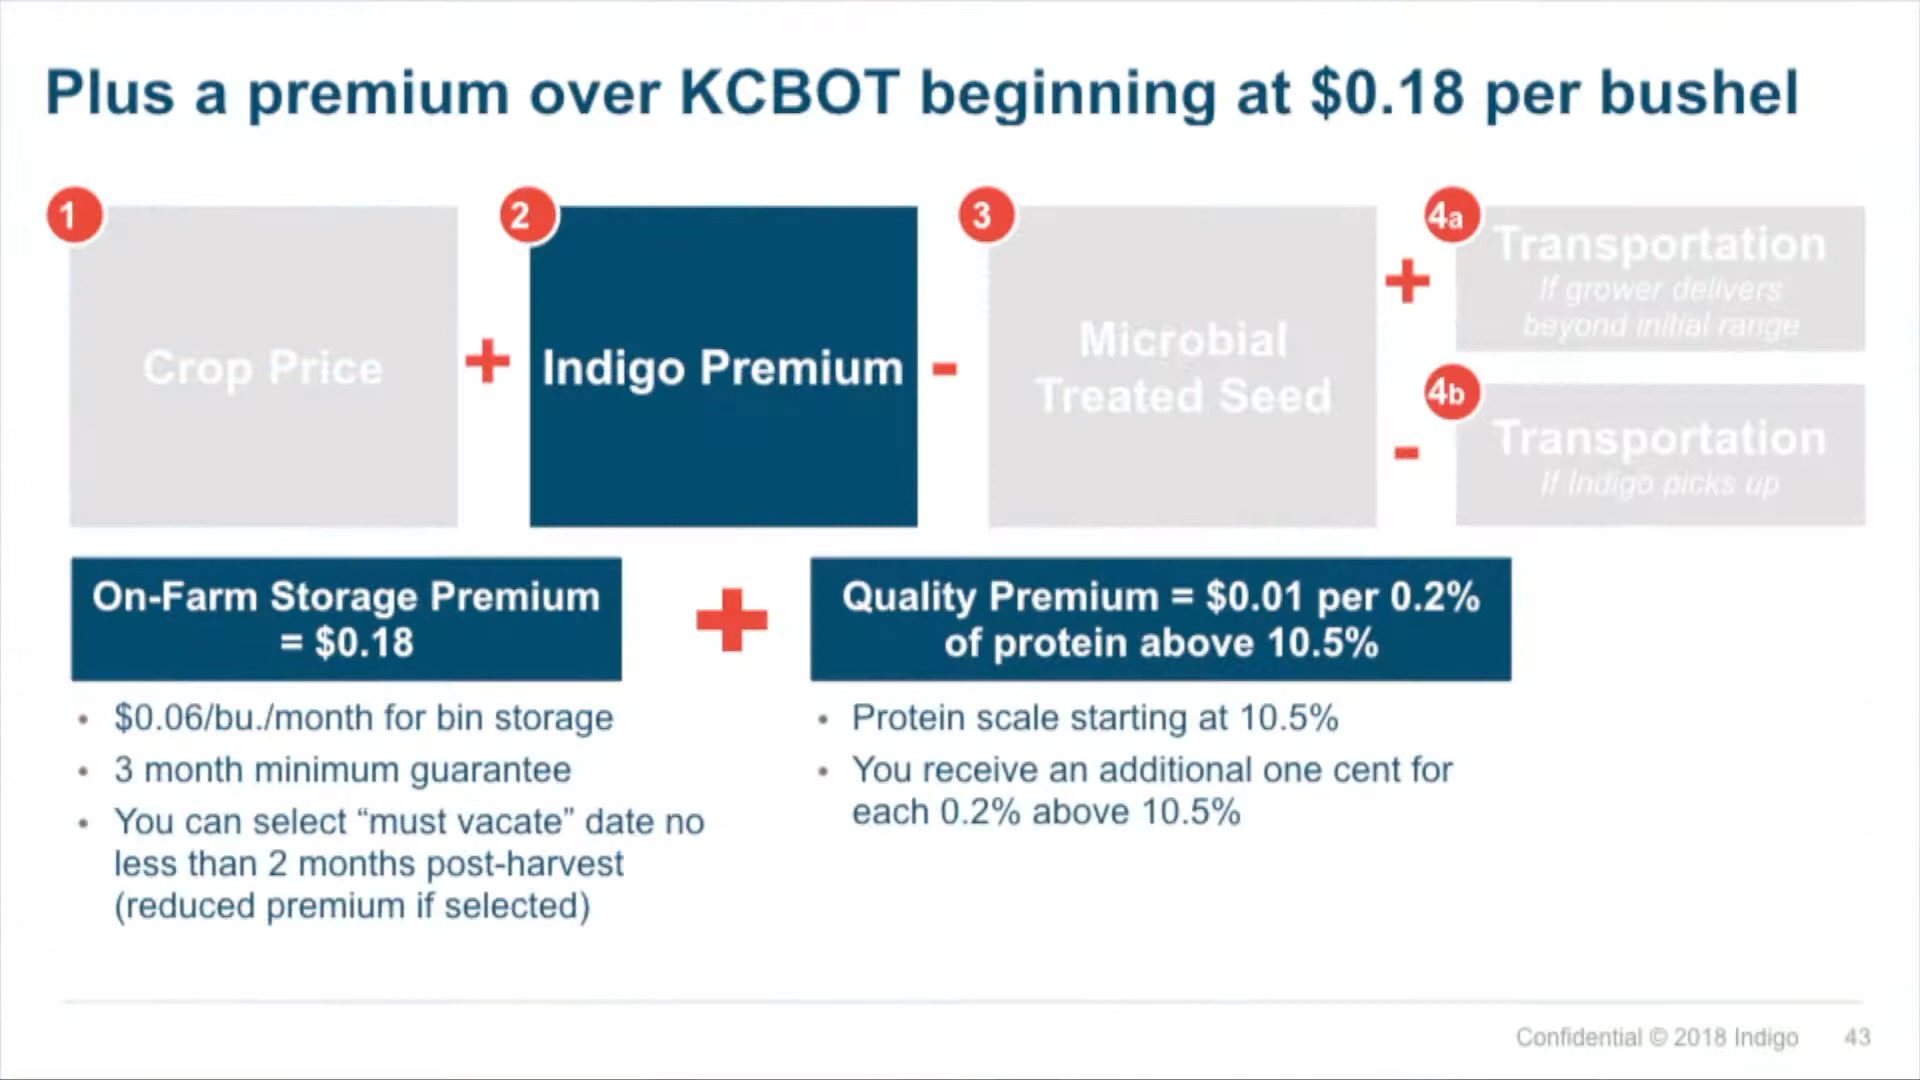 Plus a premium over KCBOT beginning at $0.18 per bushel
1
Crop Price
+
2
Indigo Premium
-
3
Microbial
Treated Seed
+
4a
Transportation
If grower delivers
beyond initial range
-
4b
Transportation
If Indigo picks up
On-Farm Storage Premium
= $0.18
• $0.06/bu./month for bin storage
• 3 month minimum guarantee
• You can select “must vacate” date no
less than 2 months post-harvest
(reduced premium if selected)
+
Quality Premium = $0.01 per 0.2%
of protein above 10.5%
• Protein scale starting at 10.5%
• You receive an additional one cent for
each 0.2% above 10.5%
Confidential © 2018 Indigo 43